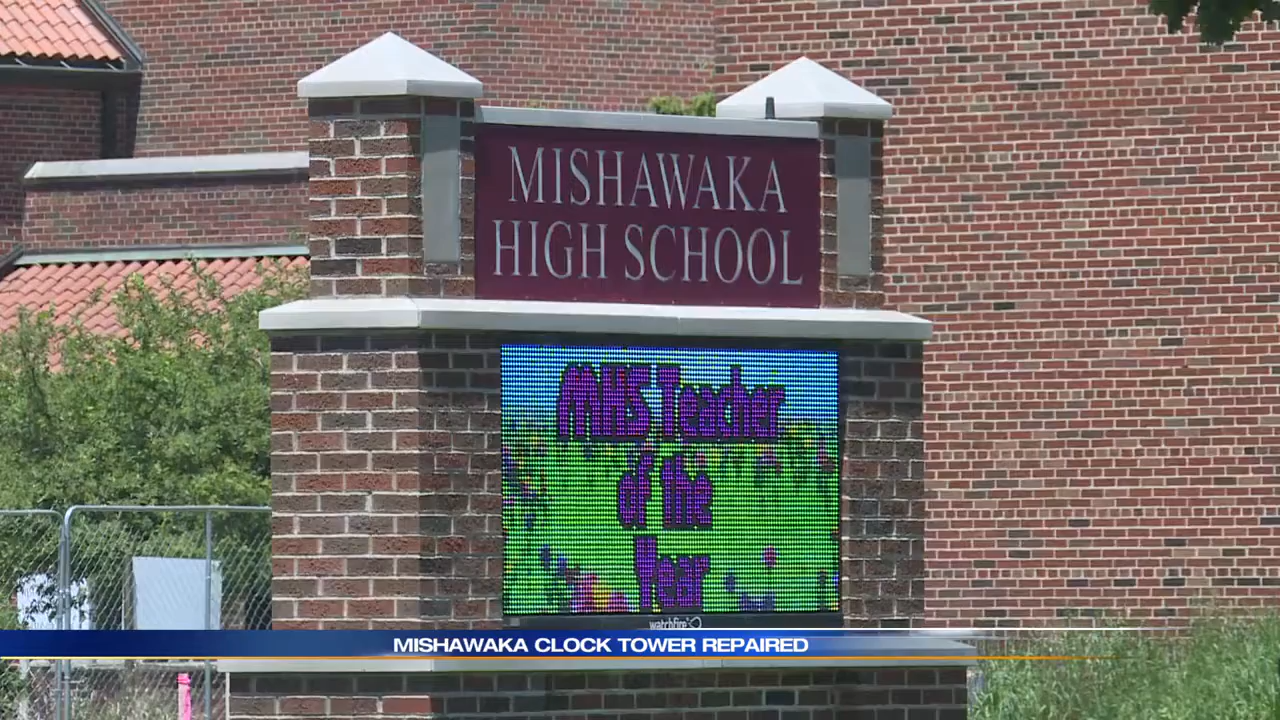 MISHAWAKA
HIGH SCHOOL
MHS Teacher
of the
Year
watchfire
MISHAWAKA CLOCK TOWER REPAIRED